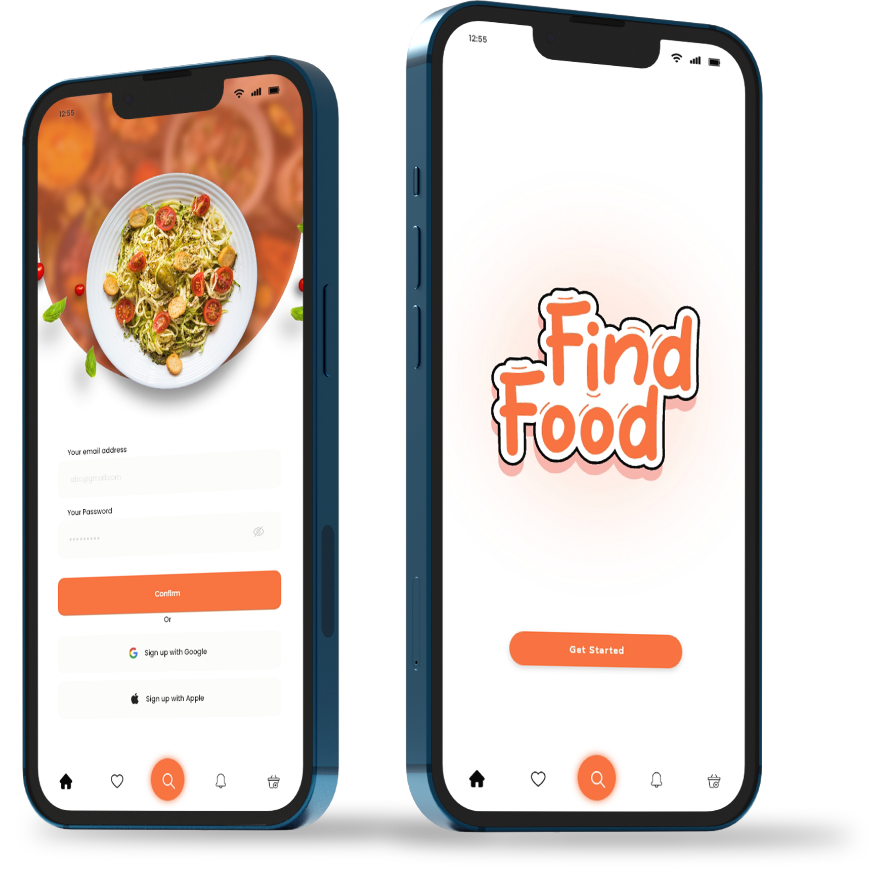 12:55
Your email address
abc@gmail.com
Your Password
*********
Confirm
Or
Sign up with Google
Sign up with Apple
12:55
Find
Food
Get Started